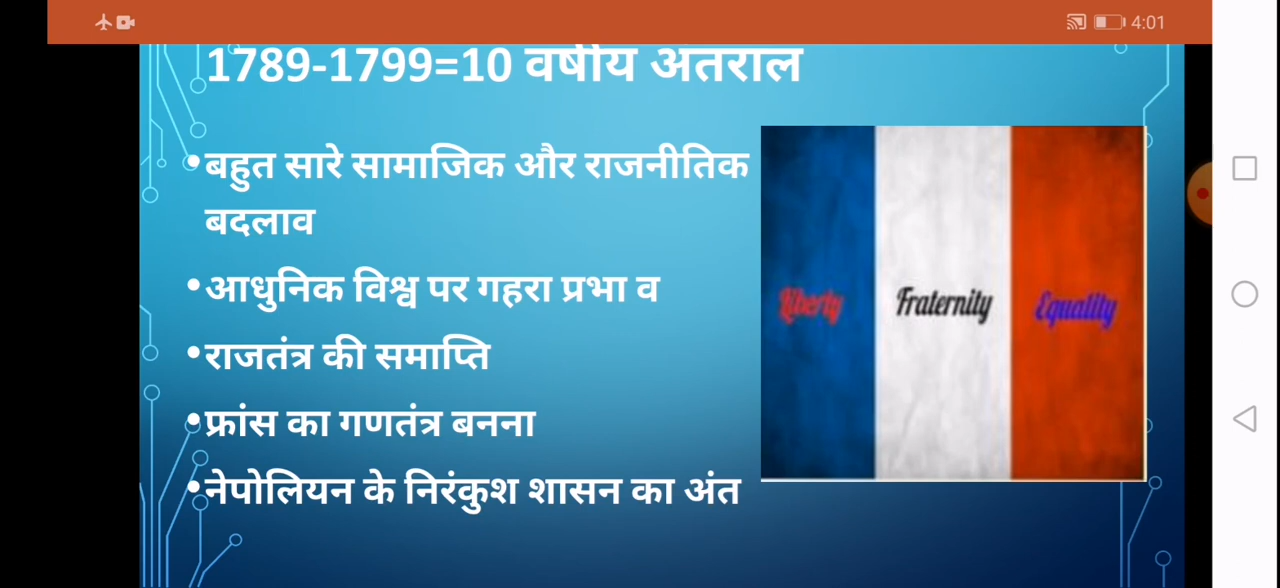 4:01
1789-1799=10 वर्षीय अंतराल
•बहुत सारे सामाजिक और राजनीतिक
बदलाव
•आधुनिक विश्व पर गहरा प्रभा व
•राजतंत्र की समाप्ति
•फ्रांस का गणतंत्र बनना
•नेपोलियन के निरंकुश शासन का अंत
Liberty Fraternity Equality